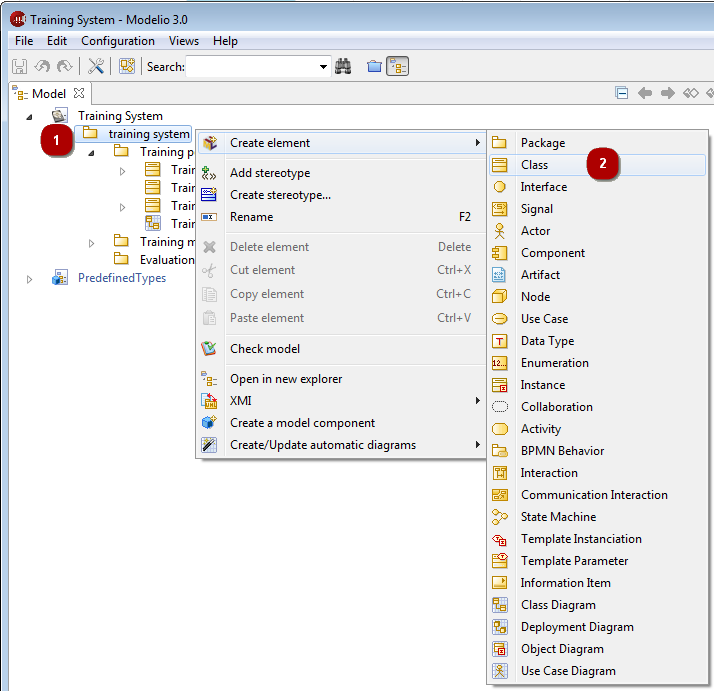 Training System - Modelio 3.0
File Edit Configuration Views Help
Search:
Model
Training System
1
training system
Training p
Train
Train
Train
Train
Training m
Evaluation
PredefinedTypes
Create element
Add stereotype
Create stereotype...
Rename F2
Delete element Delete
Cut element Ctrl+X
Copy element Ctrl+C
Paste element Ctrl+V
Check model
Open in new explorer
XMI
Create a model component
Create/Update automatic diagrams
Package
Class
2
Interface
Signal
Actor
Component
Artifact
Node
Use Case
Data Type
Enumeration
Instance
Collaboration
Activity
BPMN Behavior
Interaction
Communication Interaction
State Machine
Template Instanciation
Template Parameter
Information Item
Class Diagram
Deployment Diagram
Object Diagram
Use Case Diagram